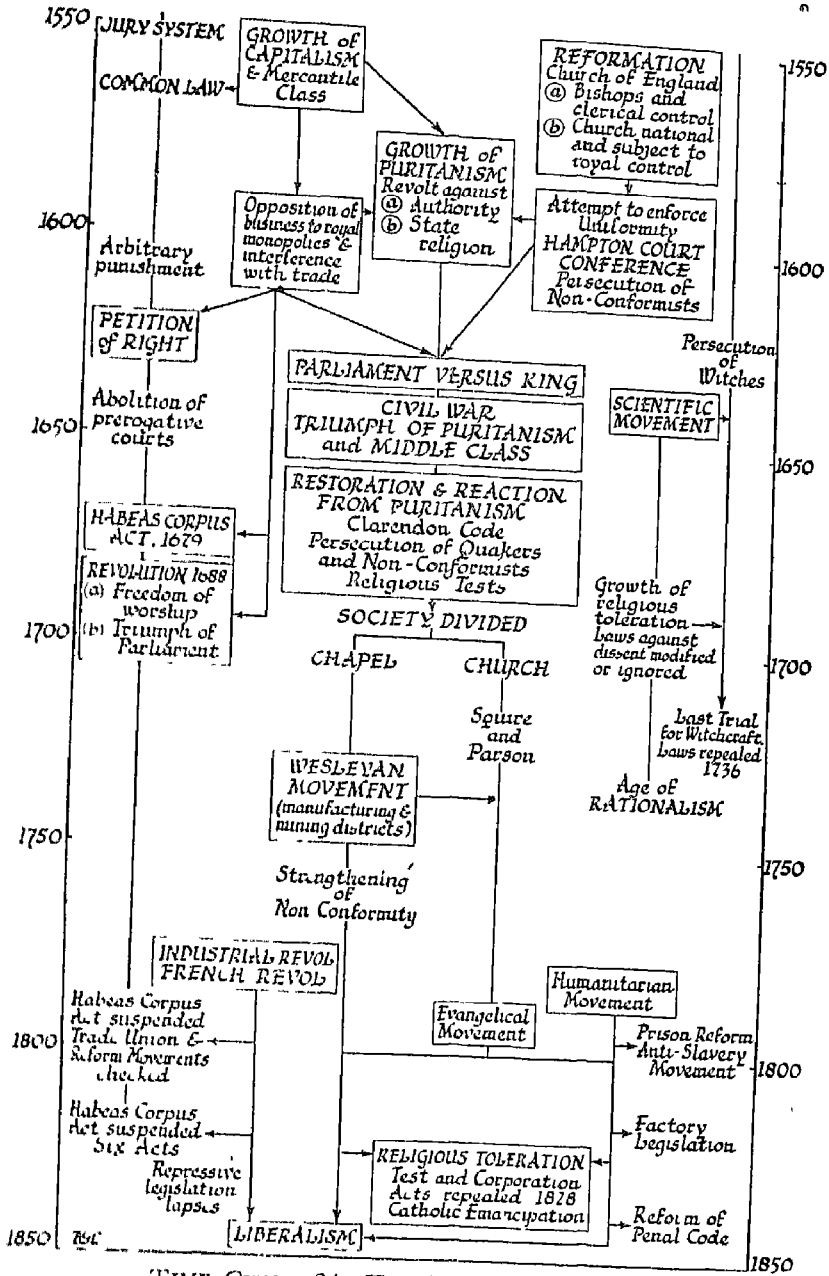 1550
JURY SYSTEM
COMMON LAW
GROWTH of
CAPITALISM
& Mercantile
Class
REFORMATION
Church of England
(a) Bishops and
clerical control
(b) Church national
and subject to
royal control
1550
GROWTH of
PURITANISM
Revolt against
(a) Authority
(b) State
religion
1600
Arbitrary
punishment
Opposition of
business to royal
monopolies &
interference
with trade
Attempt to enforce
Uniformity
HAMPTON COURT
CONFERENCE
Persecution of
Non-Conformists
1600
PETITION
of RIGHT
Persecution
of
Witches
PARLIAMENT VERSUS KING
Abolition of
prerogative
courts
1650
CIVIL WAR
TRIUMPH OF PURITANISM
and MIDDLE CLASS
SCIENTIFIC
MOVEMENT
1650
RESTORATION & REACTION
FROM PURITANISM
Clarendon Code
Persecution of Quakers
and Non-Conformists
Religious Tests
HABEAS CORPUS
ACT. 1679
REVOLUTION 1688
(a) Freedom of
worship
(b) Triumph of
Parliament
1700
SOCIETY DIVIDED
CHAPEL
CHURCH
Growth of
religious
toleration
Laws against
dissent modified
or ignored
1700
Squire
and
Parson
Last Trial
for Witchcraft.
Laws repealed
1736
WESLEYAN
MOVEMENT
(manufacturing &
mining districts)
Age of
RATIONALISM
1750
1750
Strengthening
of
Non Conformity
INDUSTRIAL REVOL
FRENCH REVOL
Habeas Corpus
Act suspended
Trade Union &
Reform Movements
checked
1800
Evangelical
Movement
Humanitarian
Movement
Prison Reform
Anti-Slavery
Movement
1800
Habeas Corpus
Act suspended
Six Acts
Factory
Legislation
Repressive
legislation
lapses
RELIGIOUS TOLERATION
Test and Corporation
Acts repealed 1828
Catholic Emancipation
Reform of
Penal Code
1850
LIBERALISM
1850